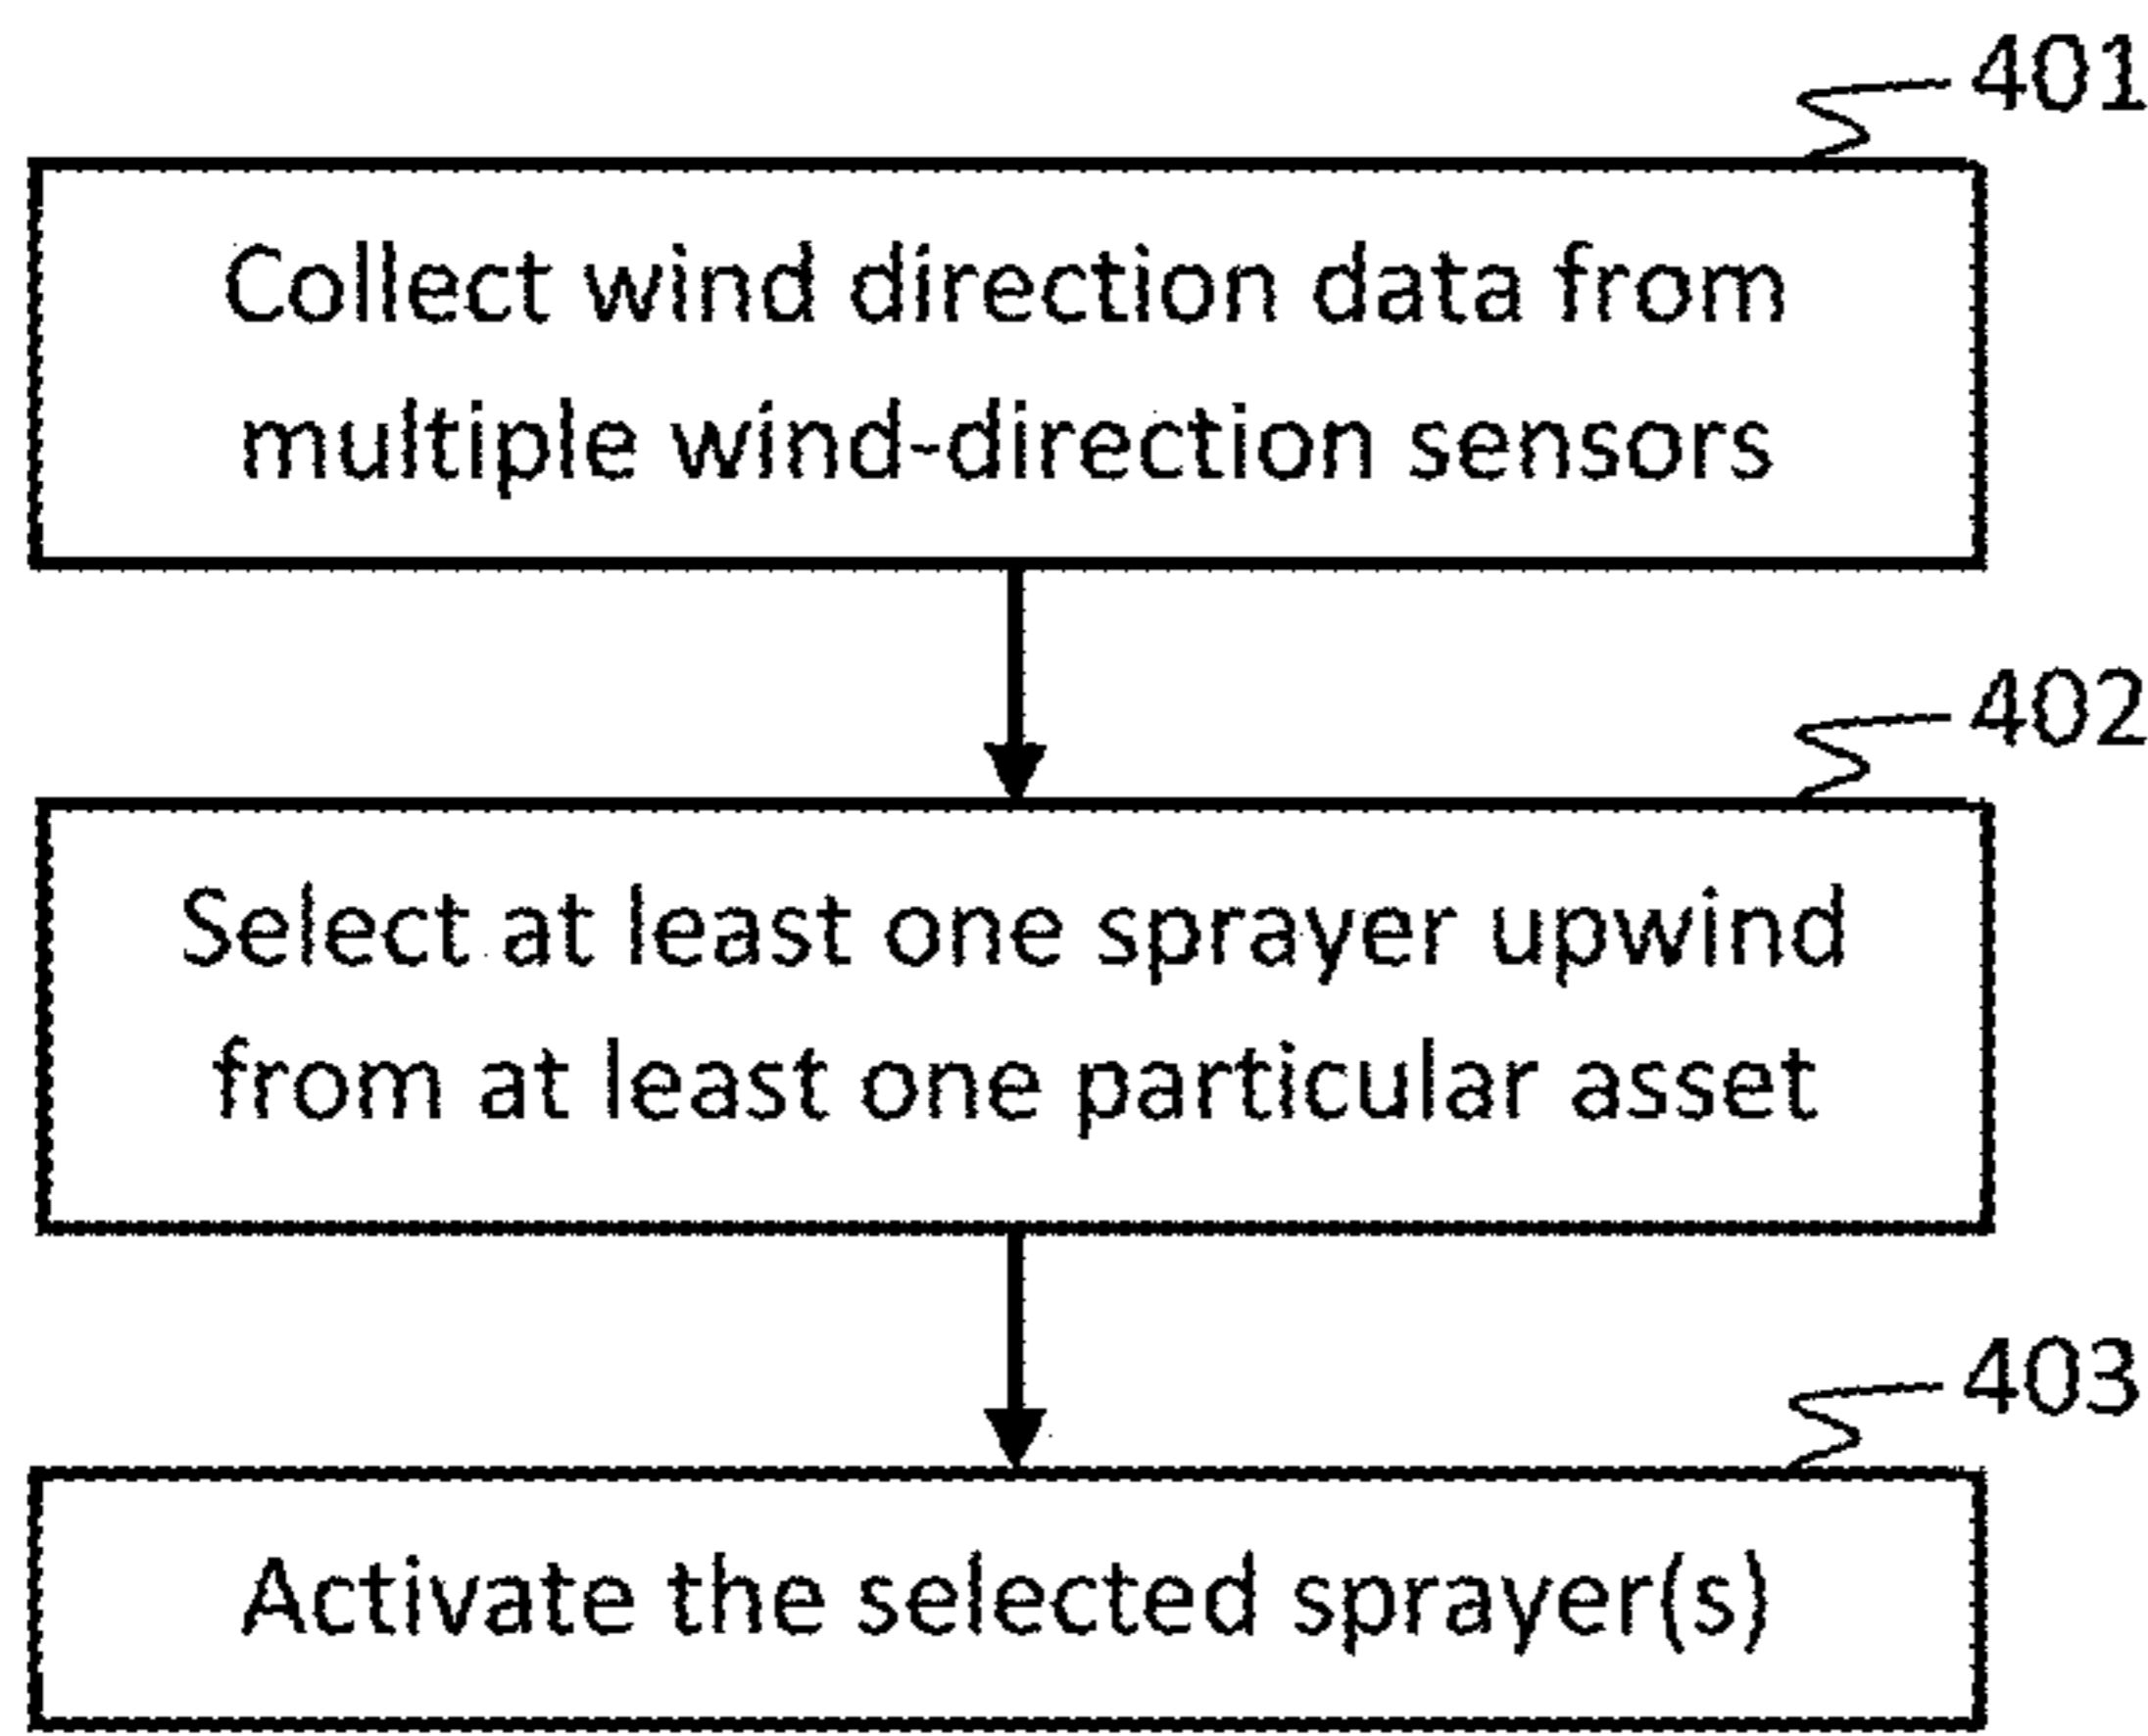 401
Collect wind direction data from
multiple wind-direction sensors
402
Select at least one sprayer upwind
from at least one particular asset
403
Activate the selected sprayer(s)